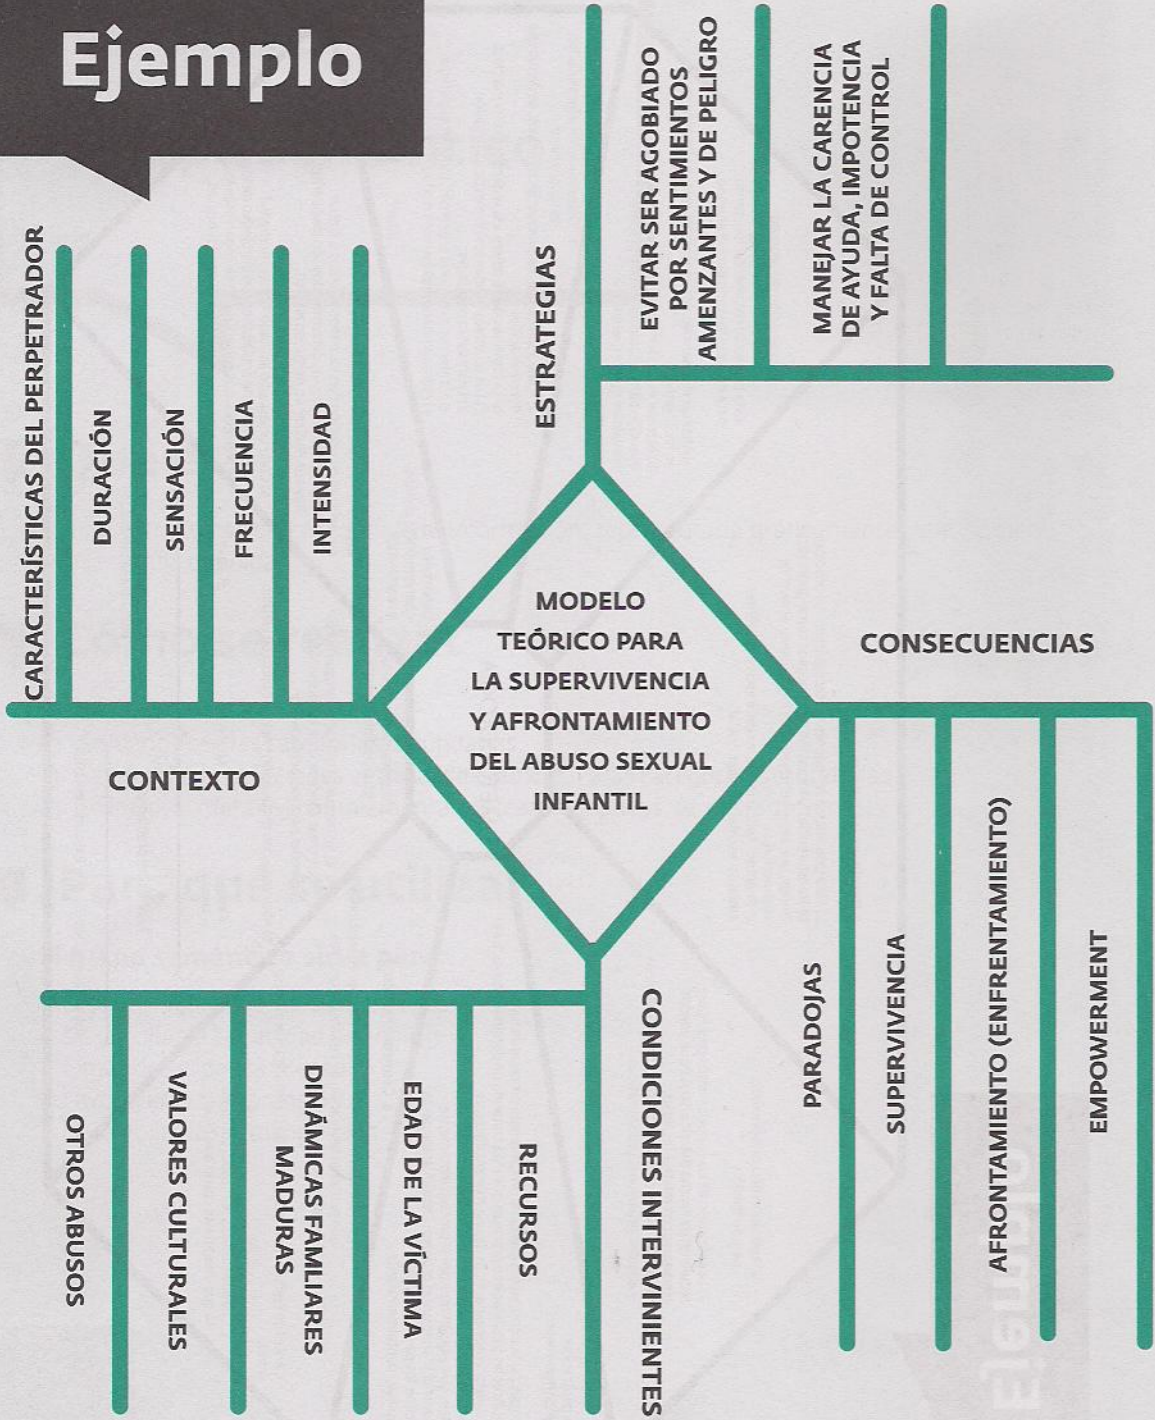 Ejemplo
CARACTERÍSTICAS DEL PERPETRADOR
DURACIÓN
SENSACIÓN
FRECUENCIA
INTENSIDAD
CONTEXTO
ESTRATEGIAS
EVITAR SER AGOBIADO
POR SENTIMIENTOS
AMENZANTES Y DE PELIGRO
MANEJAR LA CARENCIA
DE AYUDA, IMPOTENCIA
Y FALTA DE CONTROL
MODELO
TEÓRICO PARA
LA SUPERVIVENCIA
Y AFRONTAMIENTO
DEL ABUSO SEXUAL
INFANTIL
CONSECUENCIAS
PARADOJAS
SUPERVIVENCIA
AFRONTAMIENTO (ENFRENTAMIENTO)
EMPOWERMENT
OTROS ABUSOS
VALORES CULTURALES
DINÁMICAS FAMLIARES
MADURAS
EDAD DE LA VÍCTIMA
RECURSOS
CONDICIONES INTERVINIENTES